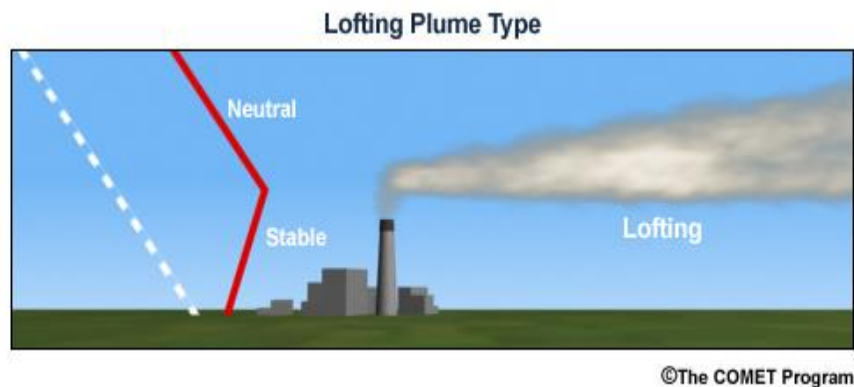 Lofting Plume Type
Neutral
Stable
Lofting
©The COMET Program